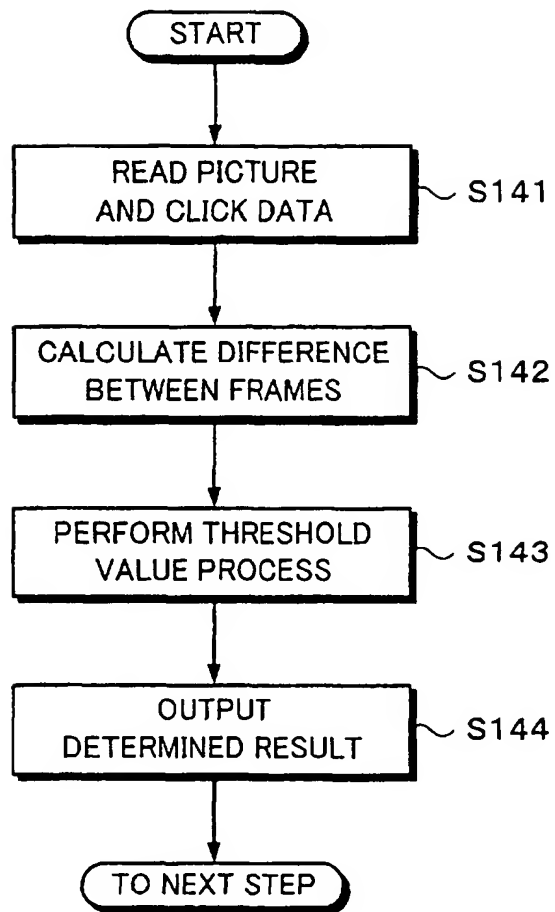 START
READ PICTURE
AND CLICK DATA
S141
CALCULATE DIFFERENCE
BETWEEN FRAMES
S142
PERFORM THRESHOLD
VALUE PROCESS
S143
OUTPUT
DETERMINED RESULT
S144
TO NEXT STEP